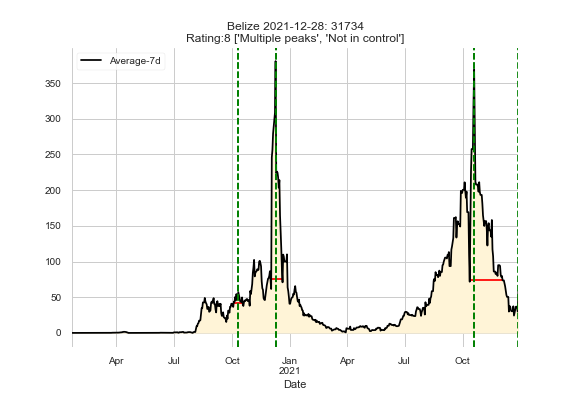 Belize 2021-12-28: 31734
Rating:8 ['Multiple peaks', 'Not in control']
Average-7d
350
300
250
200
150
100
50
0
Apr Jul Oct Jan Apr Jul Oct
2021
Date